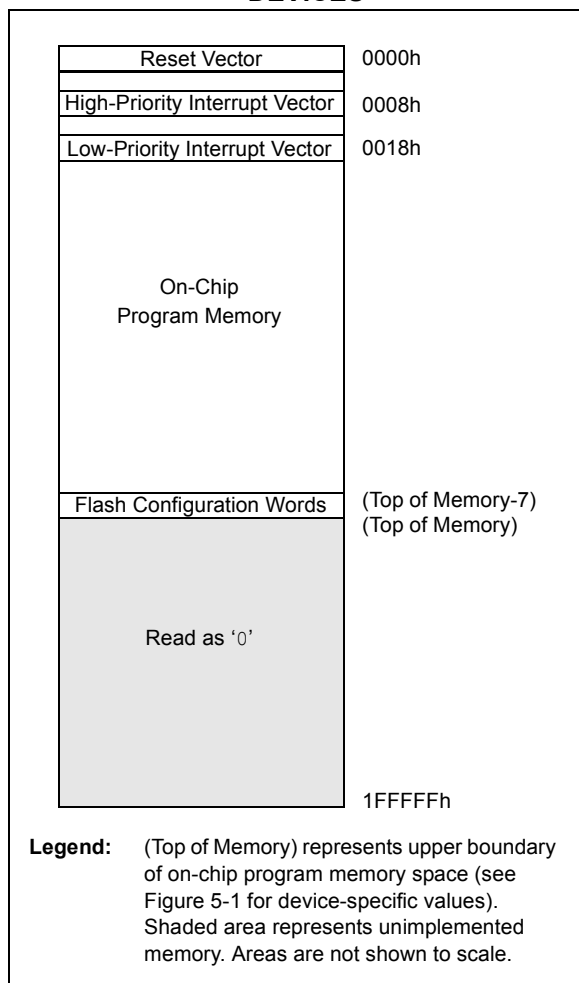 Reset Vector 0000h
High-Priority Interrupt Vector 0008h
Low-Priority Interrupt Vector 0018h
On-Chip
Program Memory
Flash Configuration Words (Top of Memory-7)
(Top of Memory)
Read as ‘0’
1FFFFFh
Legend: (Top of Memory) represents upper boundary
of on-chip program memory space (see
Figure 5-1 for device-specific values).
Shaded area represents unimplemented
memory. Areas are not shown to scale.